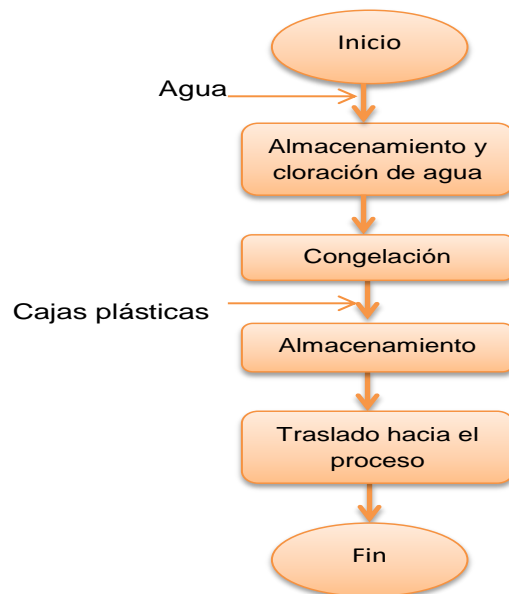 Inicio
Agua
Almacenamiento y
cloración de agua
Congelación
Cajas plásticas
Almacenamiento
Traslado hacia el
proceso
Fin